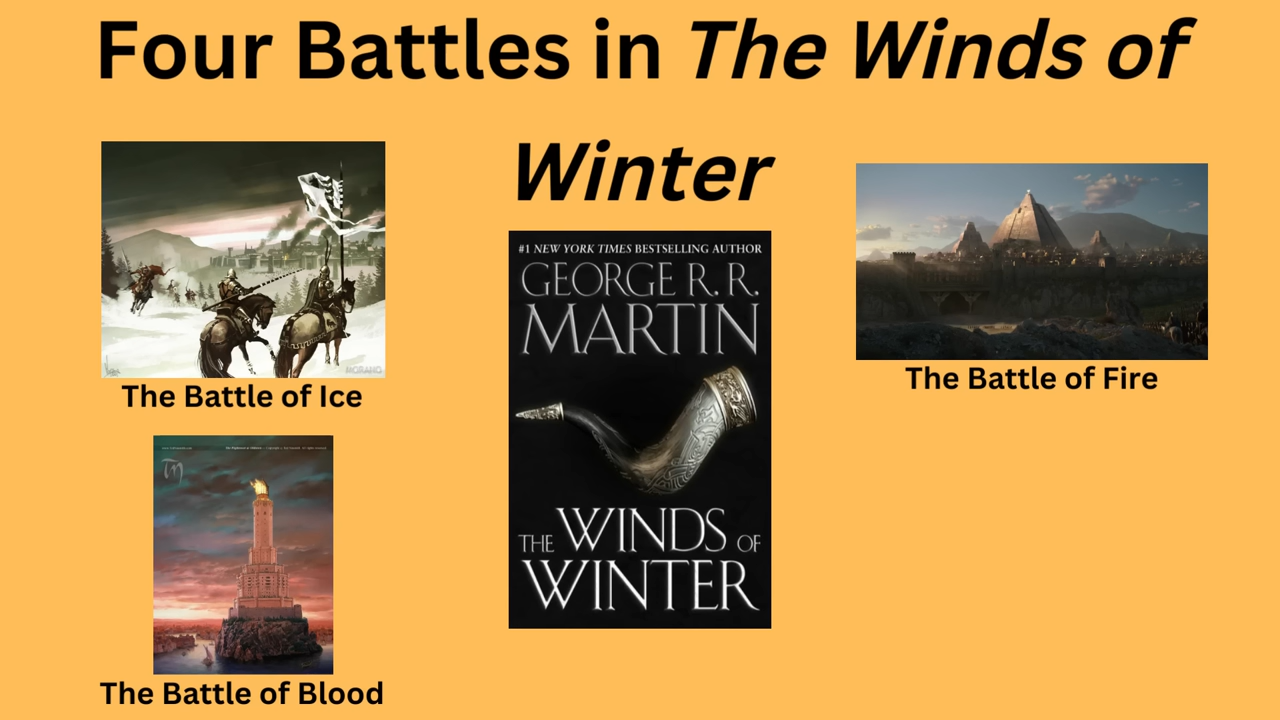 Four Battles in The Winds of
Winter
#1 NEW YORK TIMES BESTSELLING AUTHOR
GEORGE R. R.
MARTIN
THE WINDS OF
WINTER
MORANO
The Battle of Ice
The Battle of Fire
The Battle of Blood